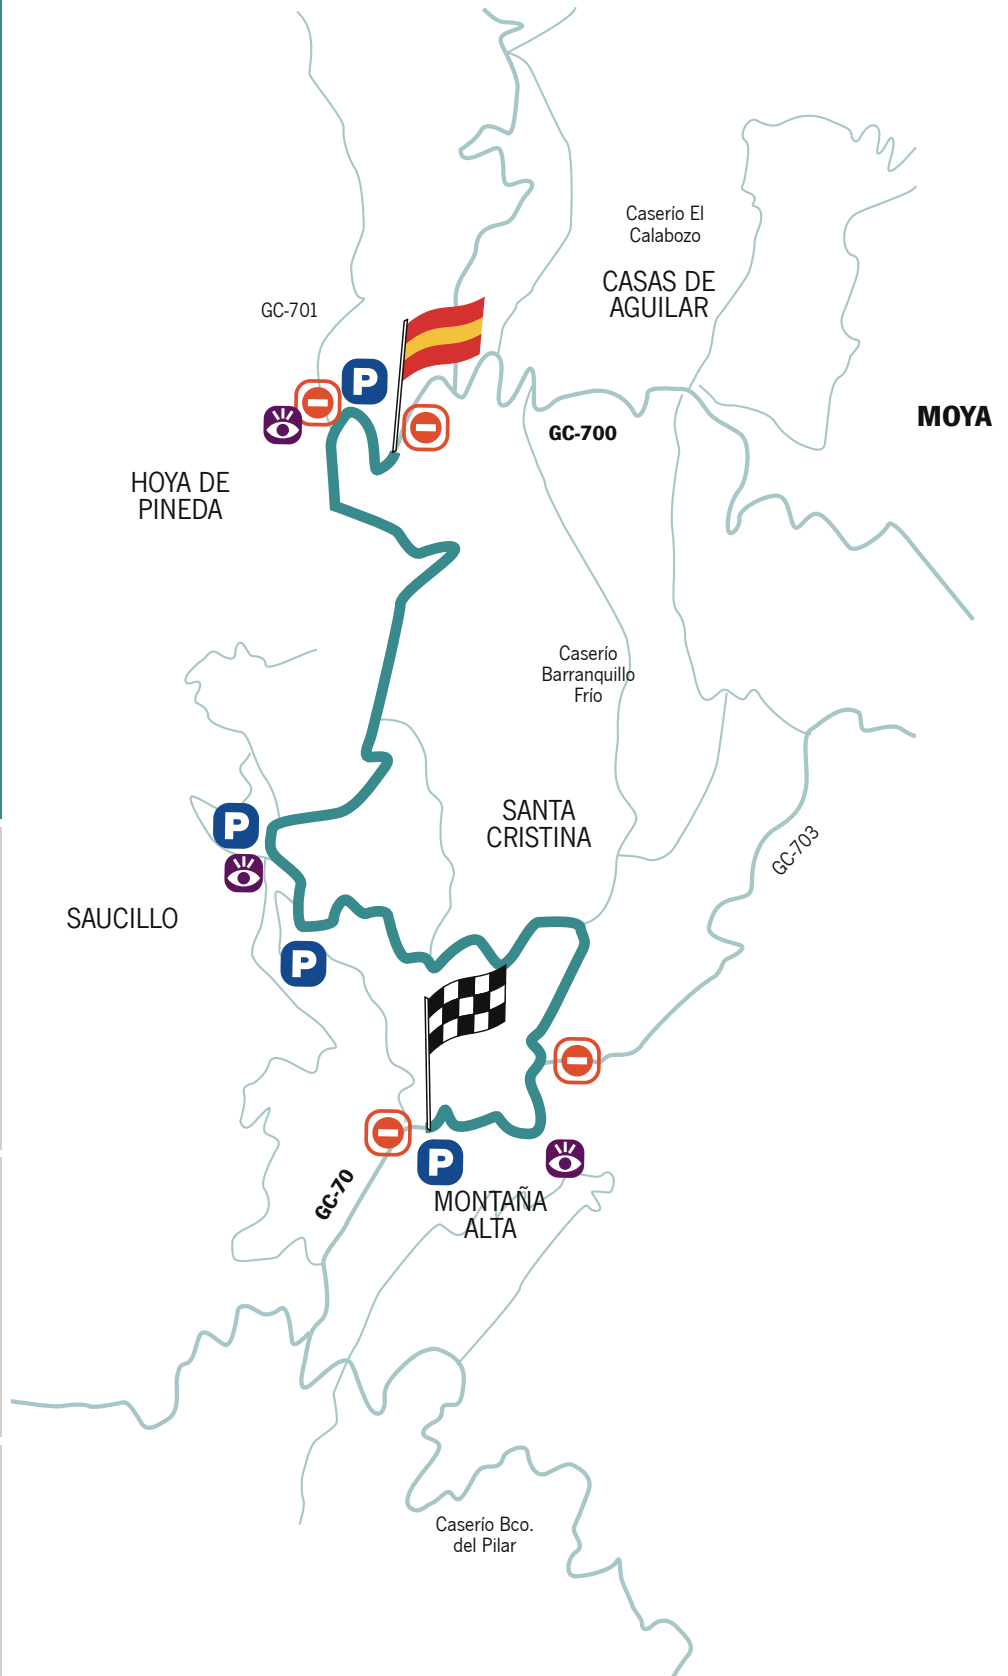 Caserío El
Calabozo
CASAS DE
AGUILAR
GC-701
P
MOYA
GC-700
HOYA DE
PINEDA
Caserío
Barranquillo
Frío
SANTA
CRISTINA
P
GC-703
SAUCILLO
P
P
GC-70
MONTAÑA
ALTA
Caserío Bco.
del Pilar